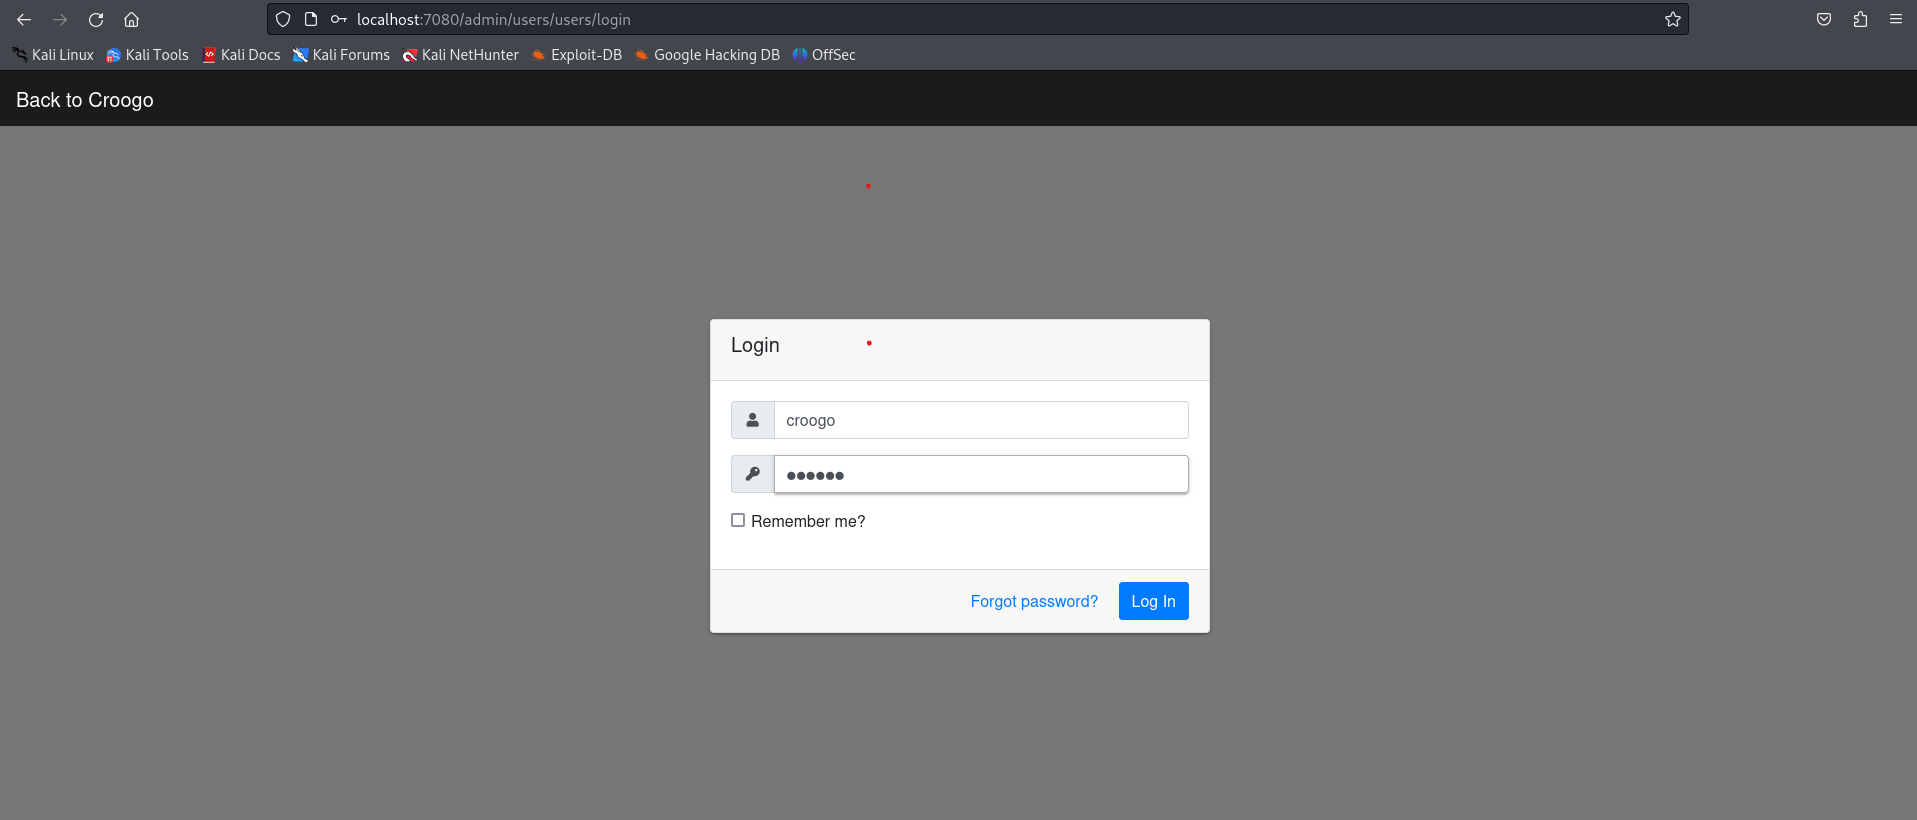 localhost:7080/admin/users/users/login
Kali Linux Kali Tools Kali Docs Kali Forums Kali NetHunter Exploit-DB Google Hacking DB OffSec
Back to Croogo
Login
croogo
●●●●●●
Remember me?
Forgot password? Log In